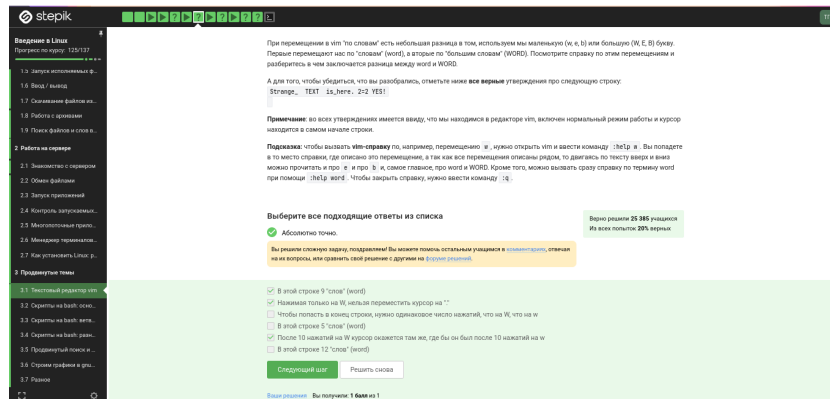 stepik
Введение в Linux
Прогресс по курсу: 125/137
1.5 Запуск исполняемых ф...
1.6 Ввод / вывод
1.7 Скачивание файлов из...
1.8 Работа с архивами
1.9 Поиск файлов и слов в...
2 Работа на сервере
2.1 Знакомство с сервером
2.2 Обмен файлами
2.3 Запуск приложений
2.4 Контроль запускаемых...
2.5 Многопоточные прило...
2.6 Менеджер терминалов...
2.7 Как установить Linux: р...
3 Продвинутые темы
3.1 Текстовый редактор vim
3.2 Скрипты на bash: осно...
3.3 Скрипты на bash: ветв...
3.4 Скрипты на bash: разн...
3.5 Продвинутый поиск и ...
3.6 Строим графики в gnu...
3.7 Разное
При перемещении в vim "по словам" есть небольшая разница в том, используем мы маленькую (w, e, b) или большую (W, E, B) букву.
Первые перемещают нас по "словам" (word), а вторые по "большим словам" (WORD). Посмотрите справку по этим перемещениям и
разберитесь в чем заключается разница между word и WORD.
А для того, чтобы убедиться, что вы разобрались, отметьте ниже все верные утверждения про следующую строку:
Strange_ TEXT is_here. 2=2 YES!
Примечание: во всех утверждениях имеется ввиду, что мы находимся в редакторе vim, включен нормальный режим работы и курсор
находится в самом начале строки.
Подсказка: чтобы вызвать vim-справку по, например, перемещению w , нужно открыть vim и ввести команду :help w . Вы попадете
в то место справки, где описано это перемещение, а так как все перемещения описаны рядом, то двигаясь по тексту вверх и вниз
можно прочитать и про e и про b и, самое главное, про word и WORD. Кроме того, можно вызвать сразу справку по термину word
при помощи :help word . Чтобы закрыть справку, нужно ввести команду :q .
Выберите все подходящие ответы из списка
Верно решили 25 385 учащихся
Из всех попыток 20% верных
Абсолютно точно.
Вы решили сложную задачу, поздравляем! Вы можете помочь остальным учащимся в комментариях, отвечая
на их вопросы, или сравнить своё решение с другими на форуме решений.
В этой строке 9 "слов" (word)
Нажимая только на W, нельзя переместить курсор на "."
Чтобы попасть в конец строки, нужно одинаковое число нажатий, что на W, что на w
В этой строке 5 "слов" (word)
После 10 нажатий на W курсор окажется там же, где бы он был после 10 нажатий на w
В этой строке 12 "слов" (word)
Следующий шаг
Решить снова
Ваши решения Вы получили: 1 балл из 1